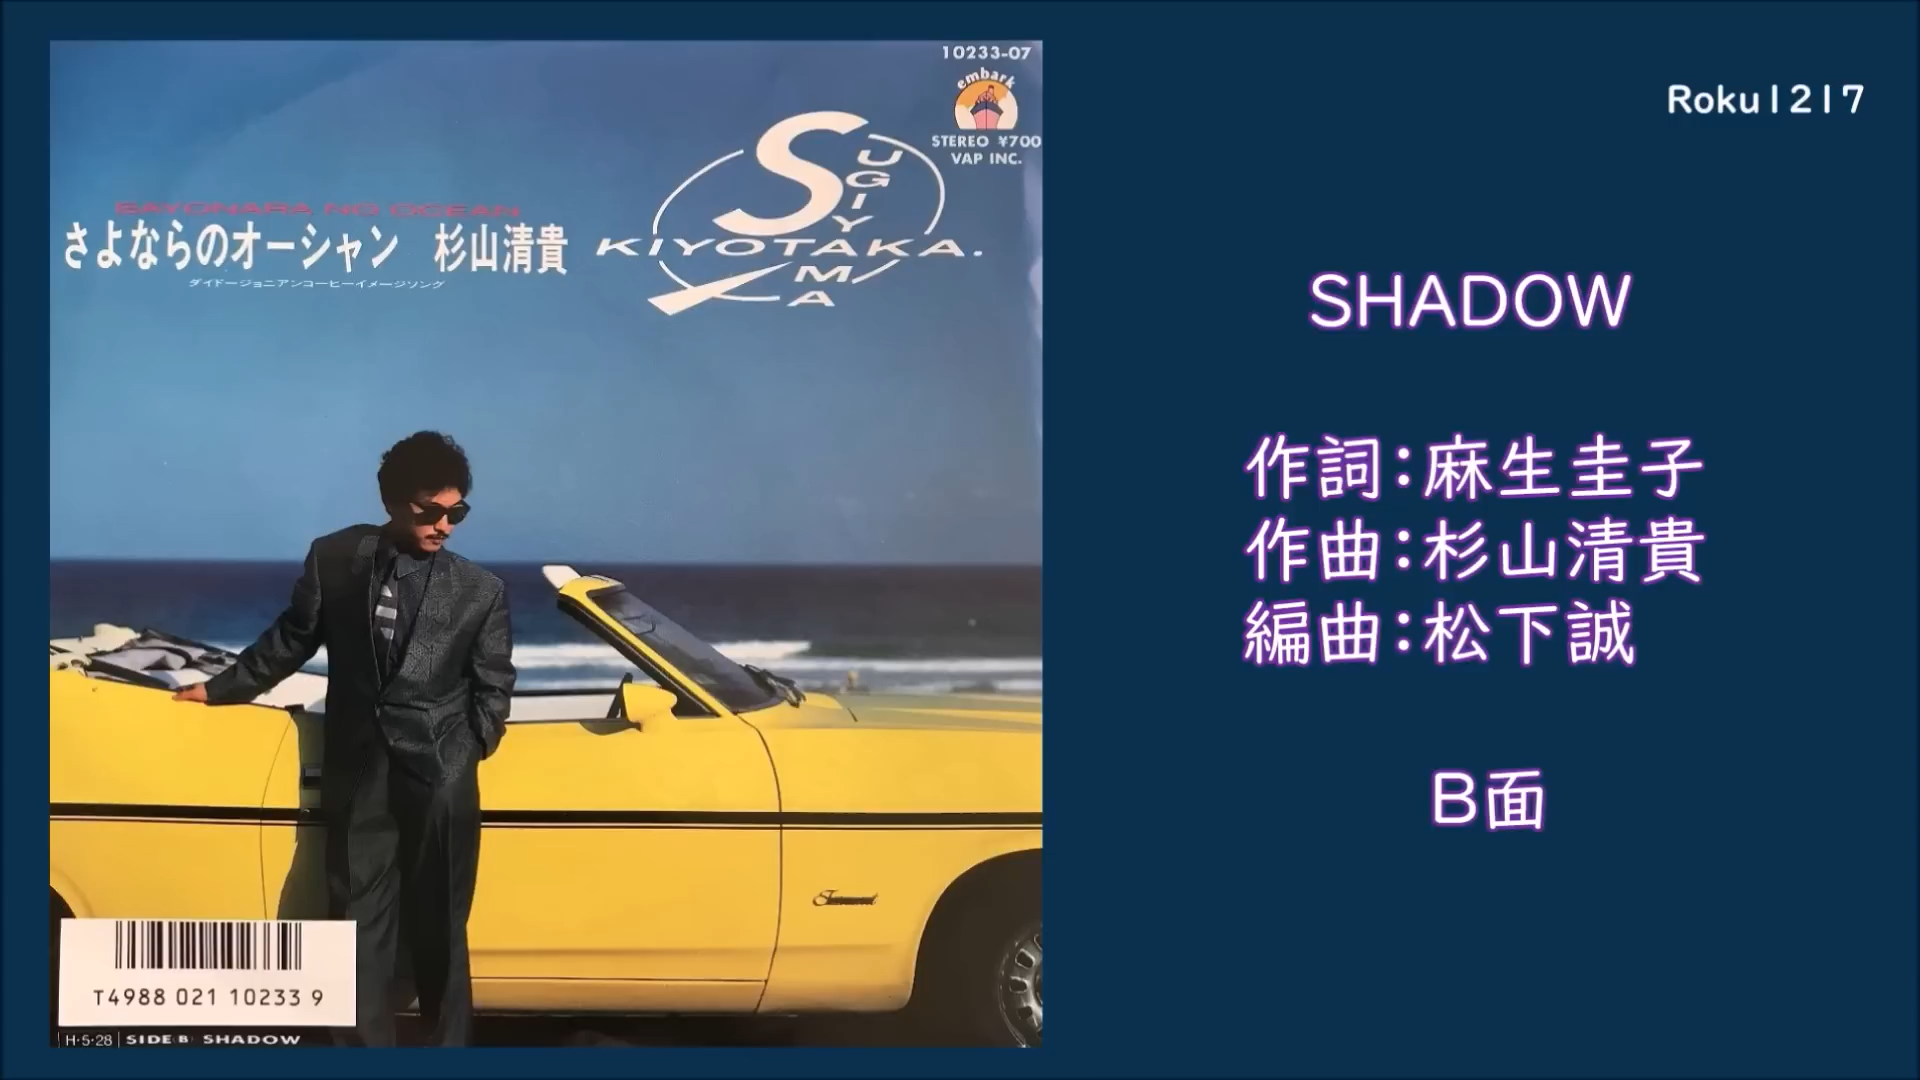 10233-07
embark
STEREO ¥700
VAP INC.
SUGIYAMA
KIYOTAKA.
SAYONARA NO OCEAN
さよならのオーシャン 杉山清貴
ダイドージョニアンコーヒーイメージソング
T4988 021 10233 9
H·5·28 SIDE(B) SHADOW
Roku1217
SHADOW
作詞:麻生圭子
作曲:杉山清貴
編曲:松下誠
B面